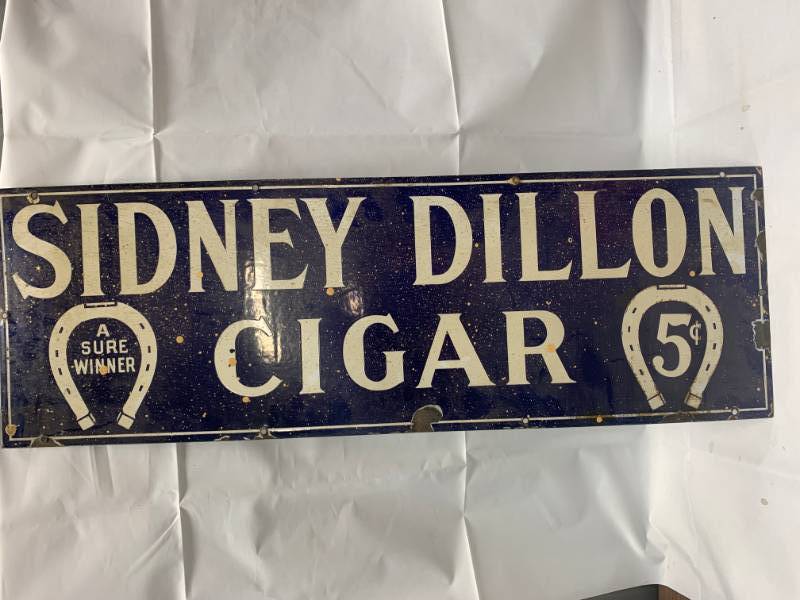 SIDNEY DILLON
A
SURE
WINNER
CIGAR
5¢